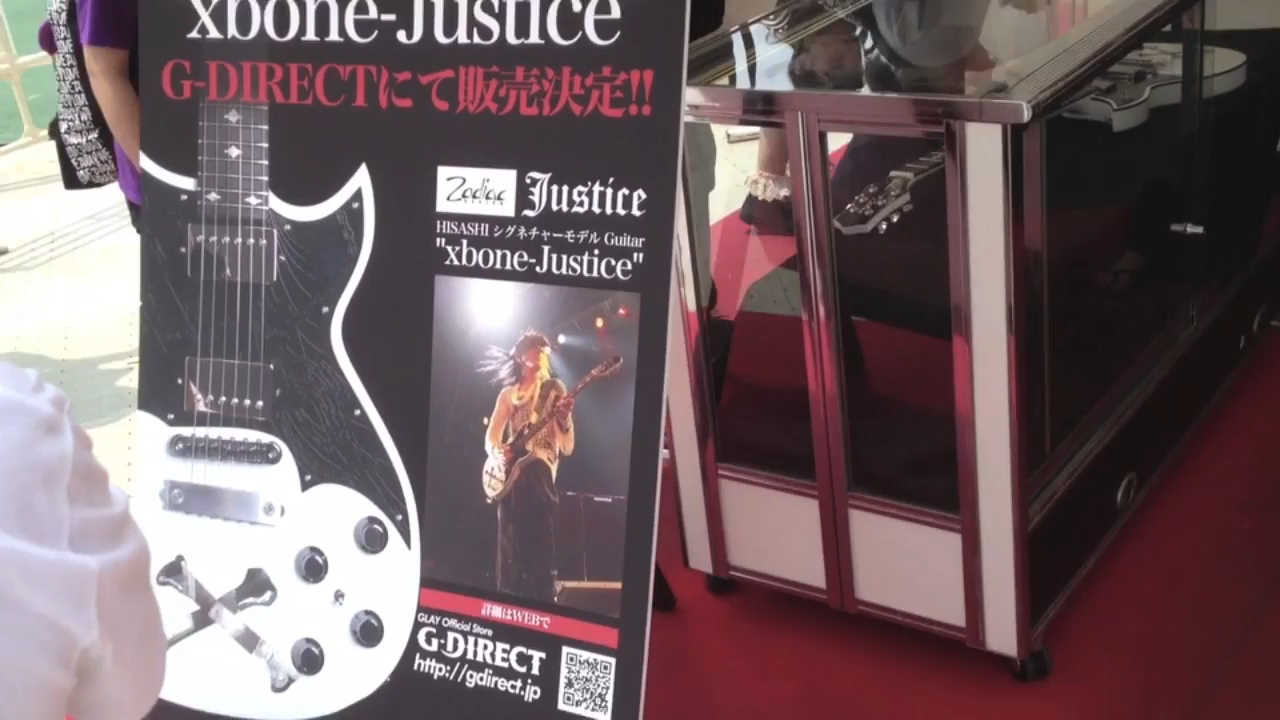 xbone-Justice
G-DIRECTにて販売決定!!
Zodiac
Justice
HISASHI シグネチャーモデル Guitar
"xbone-Justice"
詳細はWEBで
GLAY Official Store
G-DIRECT
http://gdirect.jp